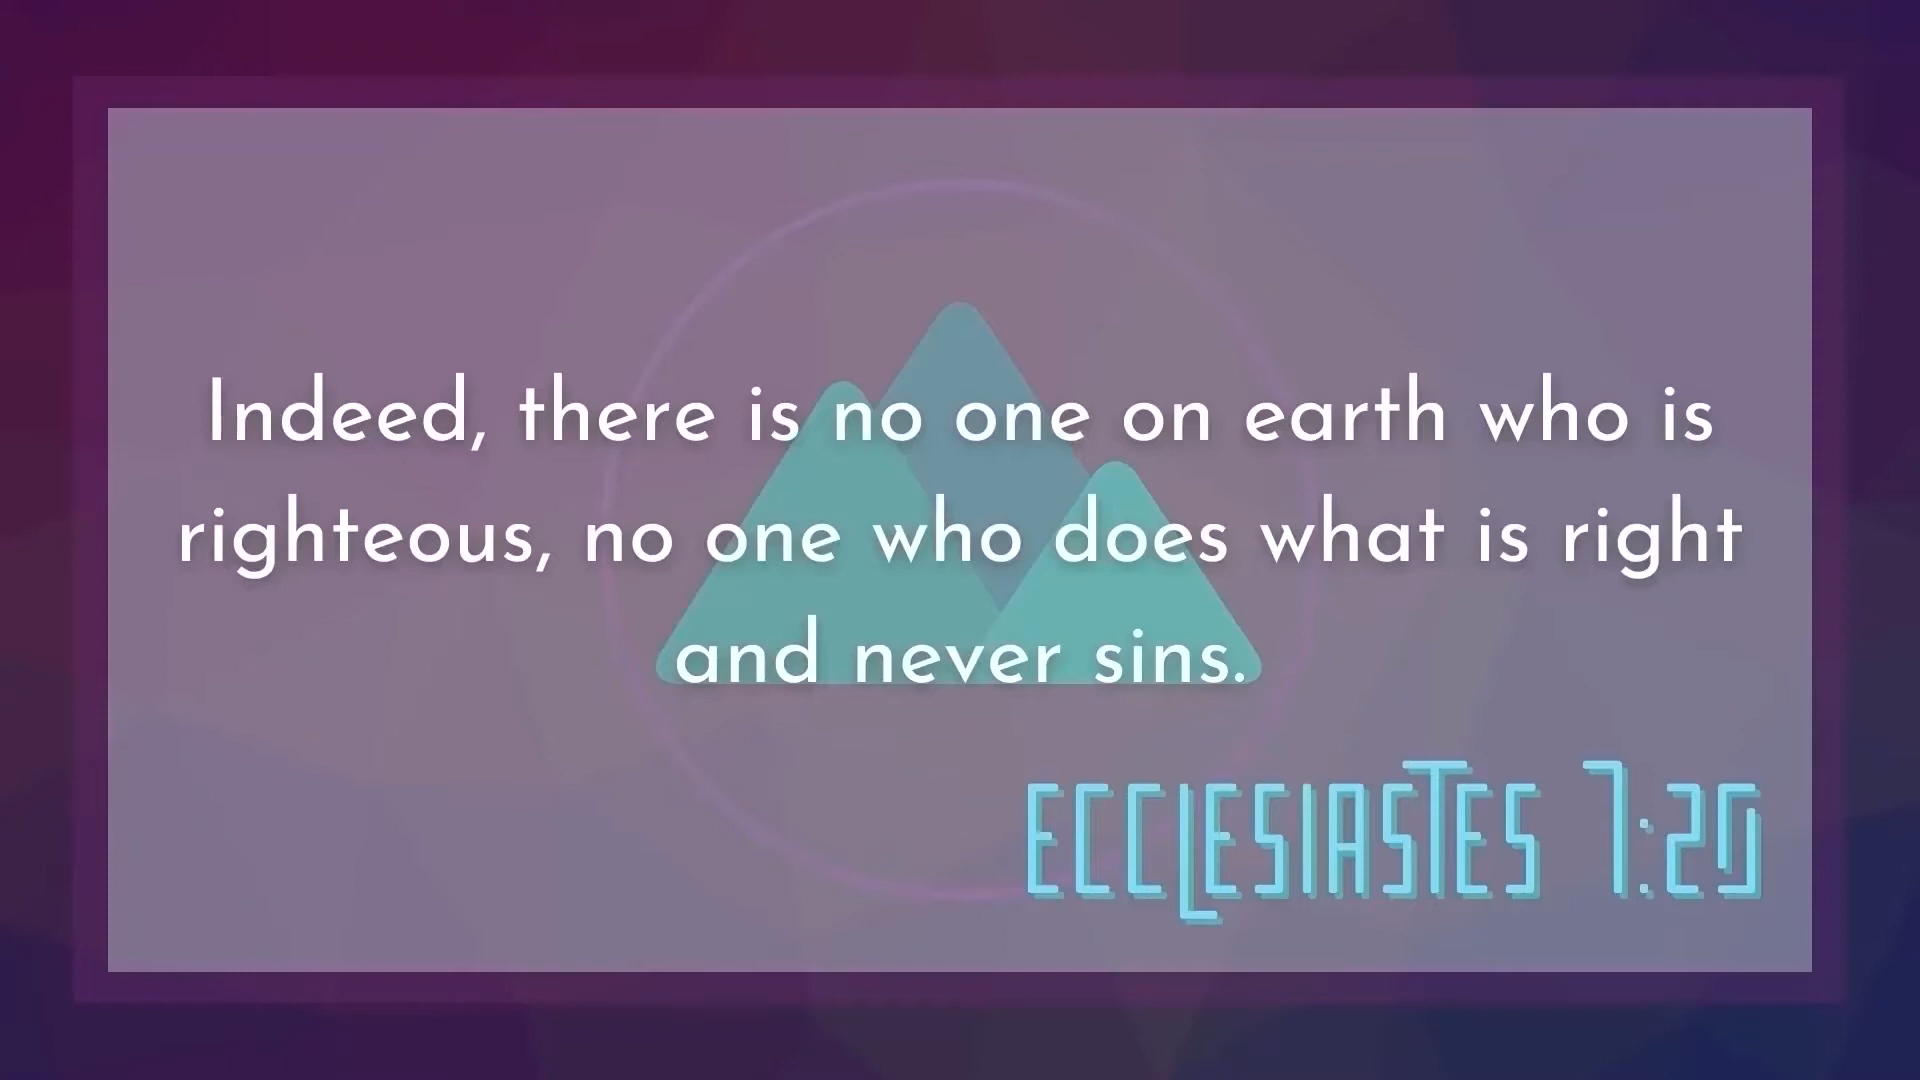 Indeed, there is no one on earth who is
righteous, no one who does what is right
and never sins.
ECCLESIASTES 7:20